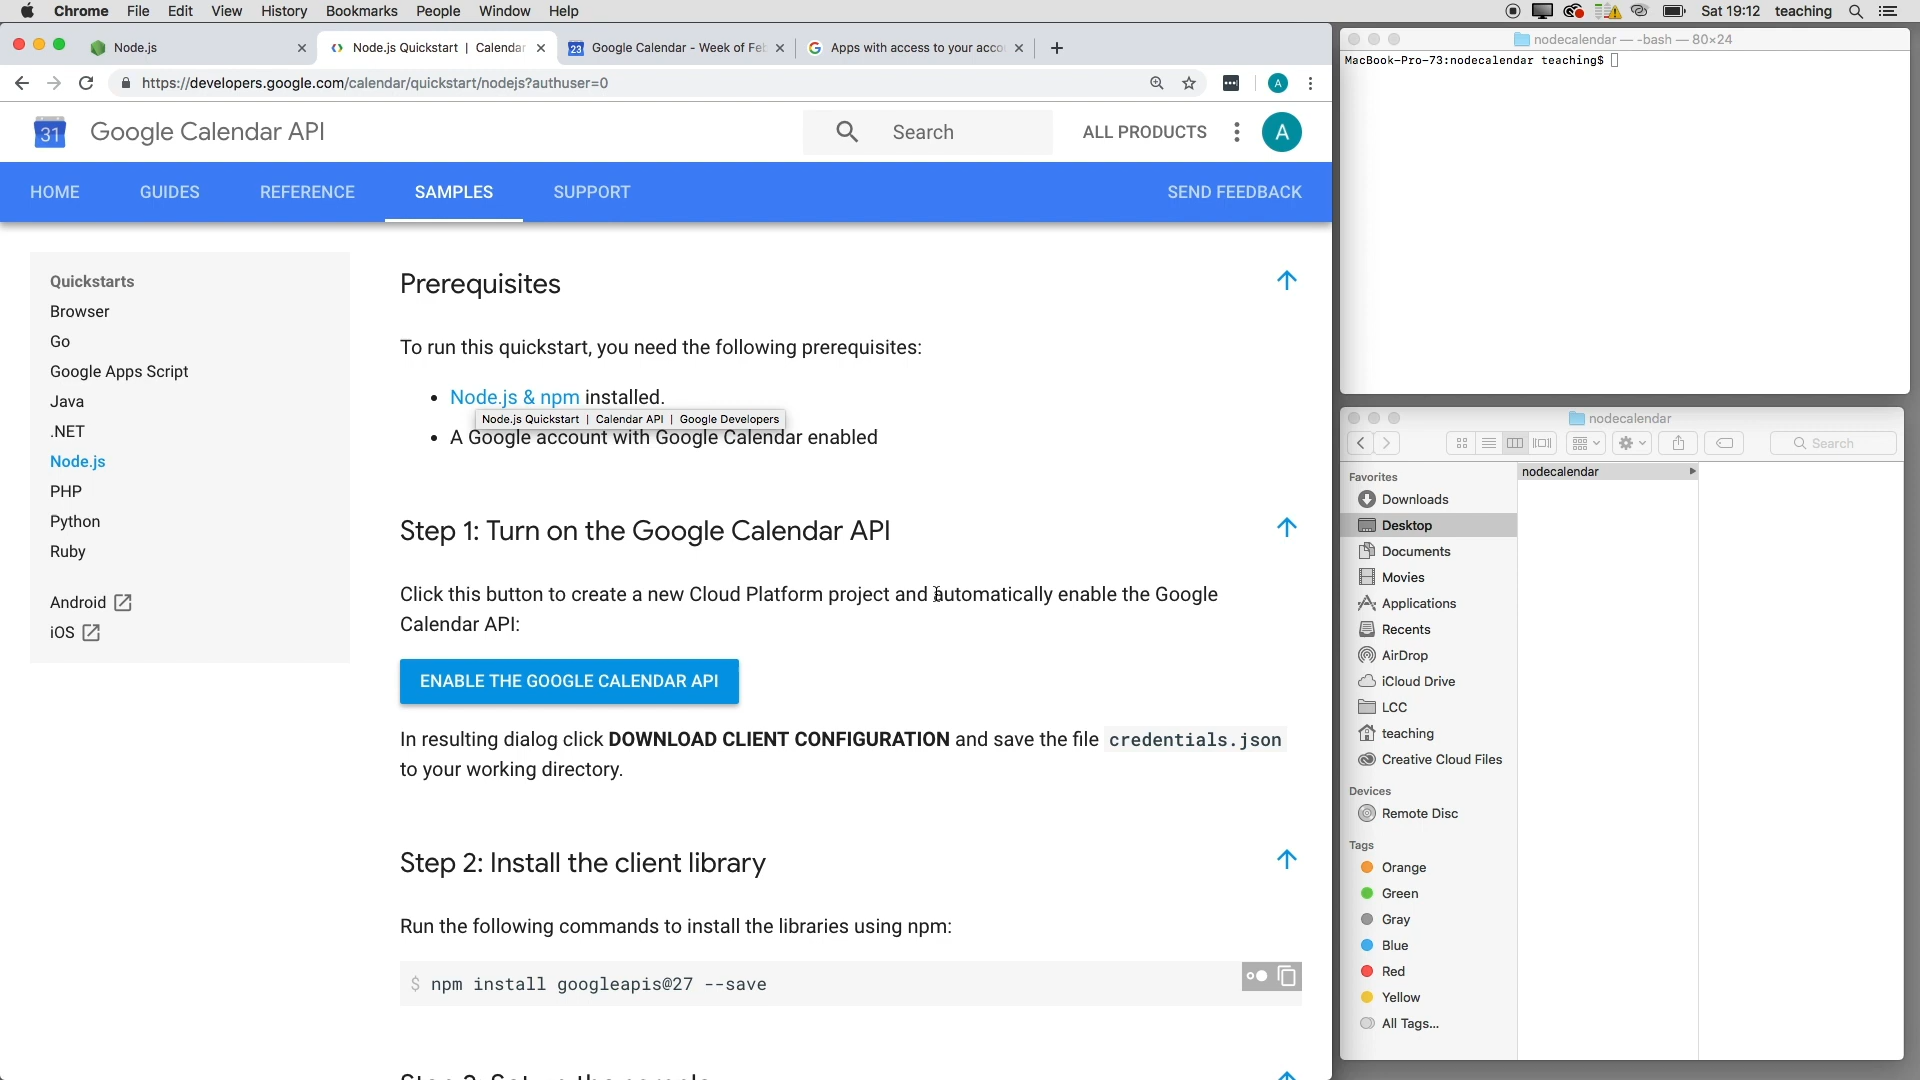 Chrome File Edit View History Bookmarks People Window Help
Sat 19:12 teaching
Node.js
Node.js Quickstart | Calendar
Google Calendar - Week of Feb
Apps with access to your accou
https://developers.google.com/calendar/quickstart/nodejs?authuser=0
A
31 Google Calendar API
Search
ALL PRODUCTS
A
HOME GUIDES REFERENCE SAMPLES SUPPORT SEND FEEDBACK
Quickstarts
Browser
Go
Google Apps Script
Java
.NET
Node.js
PHP
Python
Ruby
Android
iOS
Prerequisites
To run this quickstart, you need the following prerequisites:
Node.js & npm installed.
Node.js Quickstart | Calendar API | Google Developers
A Google account with Google Calendar enabled
Step 1: Turn on the Google Calendar API
Click this button to create a new Cloud Platform project and automatically enable the Google
Calendar API:
ENABLE THE GOOGLE CALENDAR API
In resulting dialog click DOWNLOAD CLIENT CONFIGURATION and save the file credentials.json
to your working directory.
Step 2: Install the client library
Run the following commands to install the libraries using npm:
$ npm install googleapis@27 --save
nodecalendar — -bash — 80×24
MacBook-Pro-73:nodecalendar teaching$
nodecalendar
Search
Favorites
Downloads
Desktop
Documents
Movies
Applications
Recents
AirDrop
iCloud Drive
LCC
teaching
Creative Cloud Files
Devices
Remote Disc
Tags
Orange
Green
Gray
Blue
Red
Yellow
All Tags...
nodecalendar